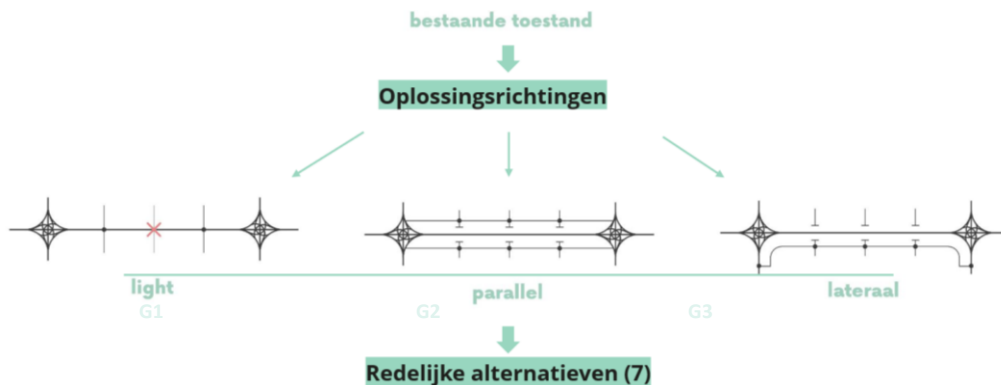 bestaande toestand
Oplossingsrichtingen
light
parallel
lateraal
G1
G2
G3
Redelijke alternatieven (7)